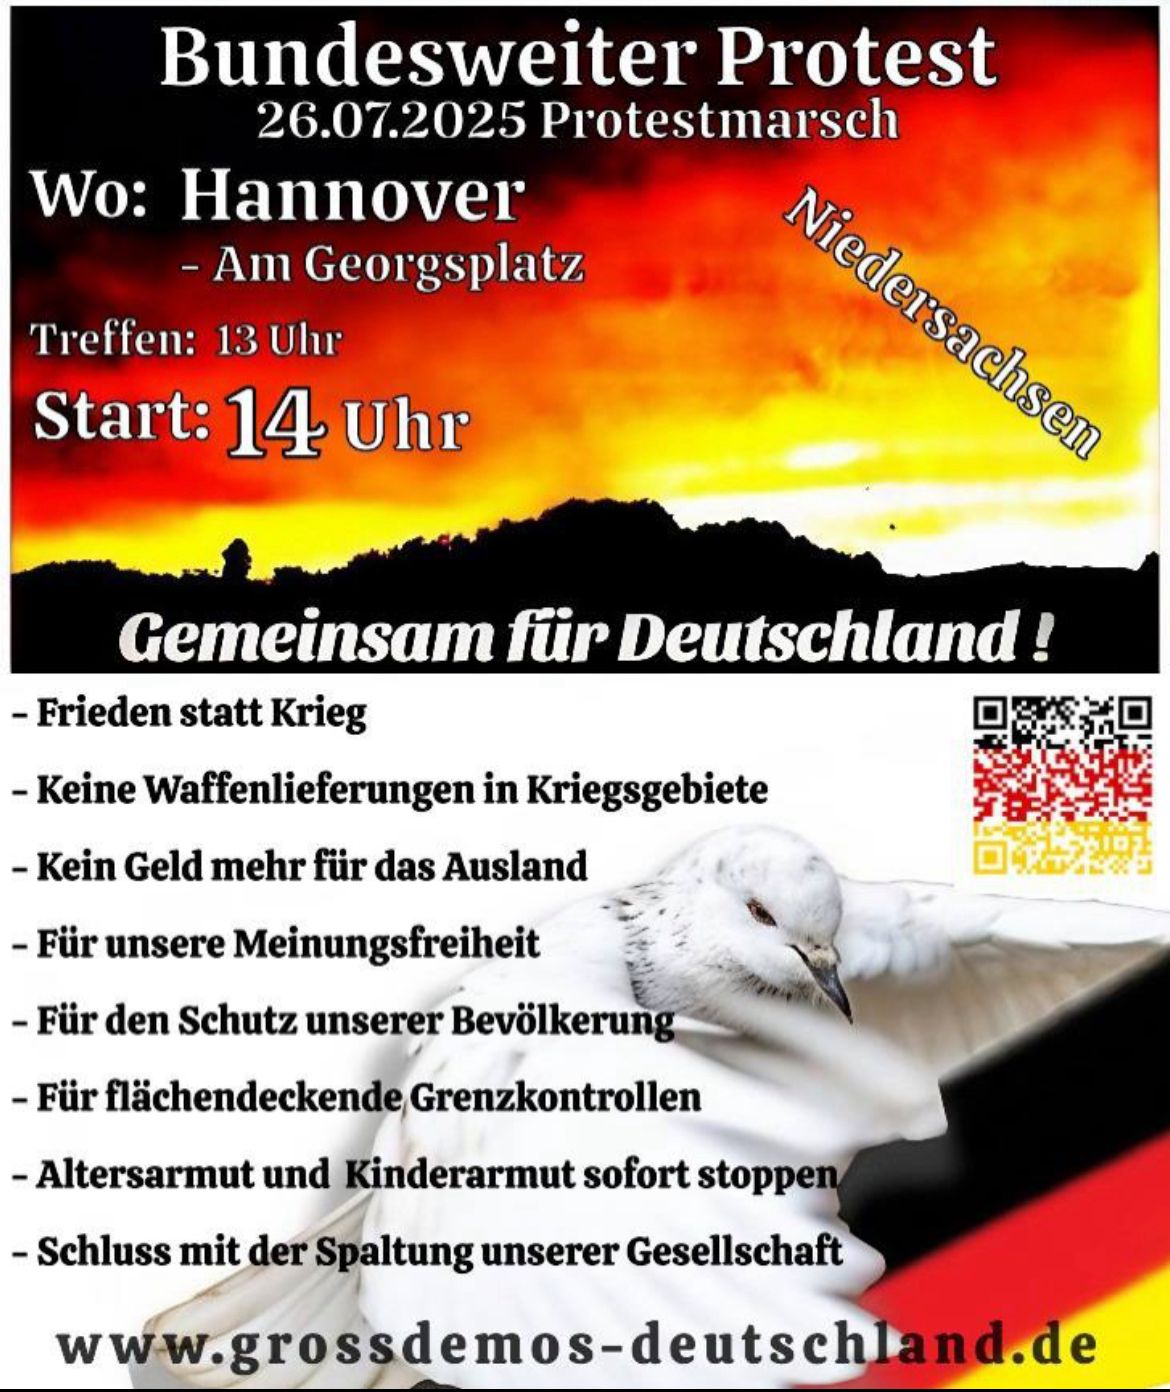 Bundesweiter Protest
26.07.2025 Protestmarsch
Wo: Hannover
- Am Georgsplatz
Niedersachsen
Treffen: 13 Uhr
Start: 14 Uhr
Gemeinsam für Deutschland !
- Frieden statt Krieg
- Keine Waffenlieferungen in Kriegsgebiete
- Kein Geld mehr für das Ausland
- Für unsere Meinungsfreiheit
- Für den Schutz unserer Bevölkerung
- Für flächendeckende Grenzkontrollen
- Altersarmut und Kinderarmut sofort stoppen
- Schluss mit der Spaltung unserer Gesellschaft
www.grossdemos-deutschland.de